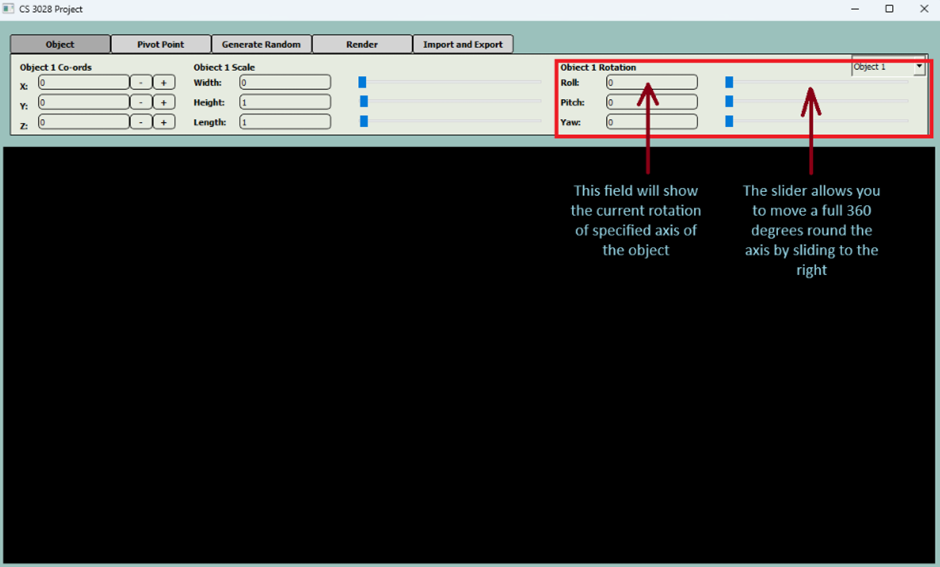 CS 3028 Project
Object
Pivot Point
Generate Random
Render
Import and Export
Object 1 Co-ords
X:
0
-
+
Y:
0
-
+
Z:
0
-
+
Object 1 Scale
Width:
0
Height:
1
Length:
1
Object 1 Rotation
Object 1
Roll:
0
Pitch:
0
Yaw:
0
This field will show
the current rotation
of specified axis of
the object
The slider allows you
to move a full 360
degrees round the
axis by sliding to the
right